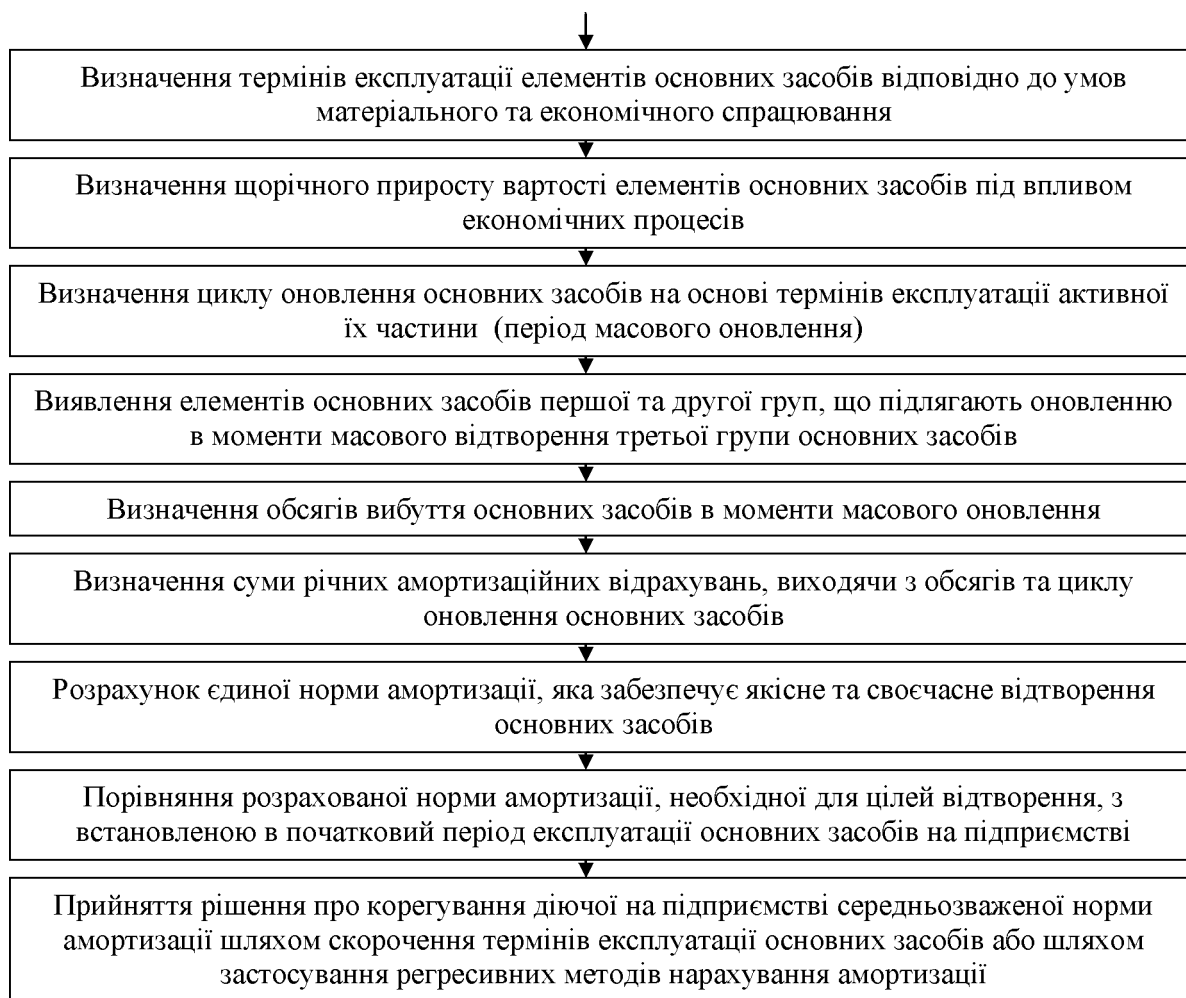 Визначення термінів експлуатації елементів основних засобів відповідно до умов
матеріального та економічного спрацювання
Визначення щорічного приросту вартості елементів основних засобів під впливом
економічних процесів
Визначення циклу оновлення основних засобів на основі термінів експлуатації активної
їх частини (період масового оновлення)
Виявлення елементів основних засобів першої та другої груп, що підлягають оновленню
в моменти масового відтворення третьої групи основних засобів
Визначення обсягів вибуття основних засобів в моменти масового оновлення
Визначення суми річних амортизаційних відрахувань, виходячи з обсягів та циклу
оновлення основних засобів
Розрахунок єдиної норми амортизації, яка забезпечує якісне та своєчасне відтворення
основних засобів
Порівняння розрахованої норми амортизації, необхідної для цілей відтворення, з
встановленою в початковий період експлуатації основних засобів на підприємстві
Прийняття рішення про корегування діючої на підприємстві середньозваженої норми
амортизації шляхом скорочення термінів експлуатації основних засобів або шляхом
застосування регресивних методів нарахування амортизації